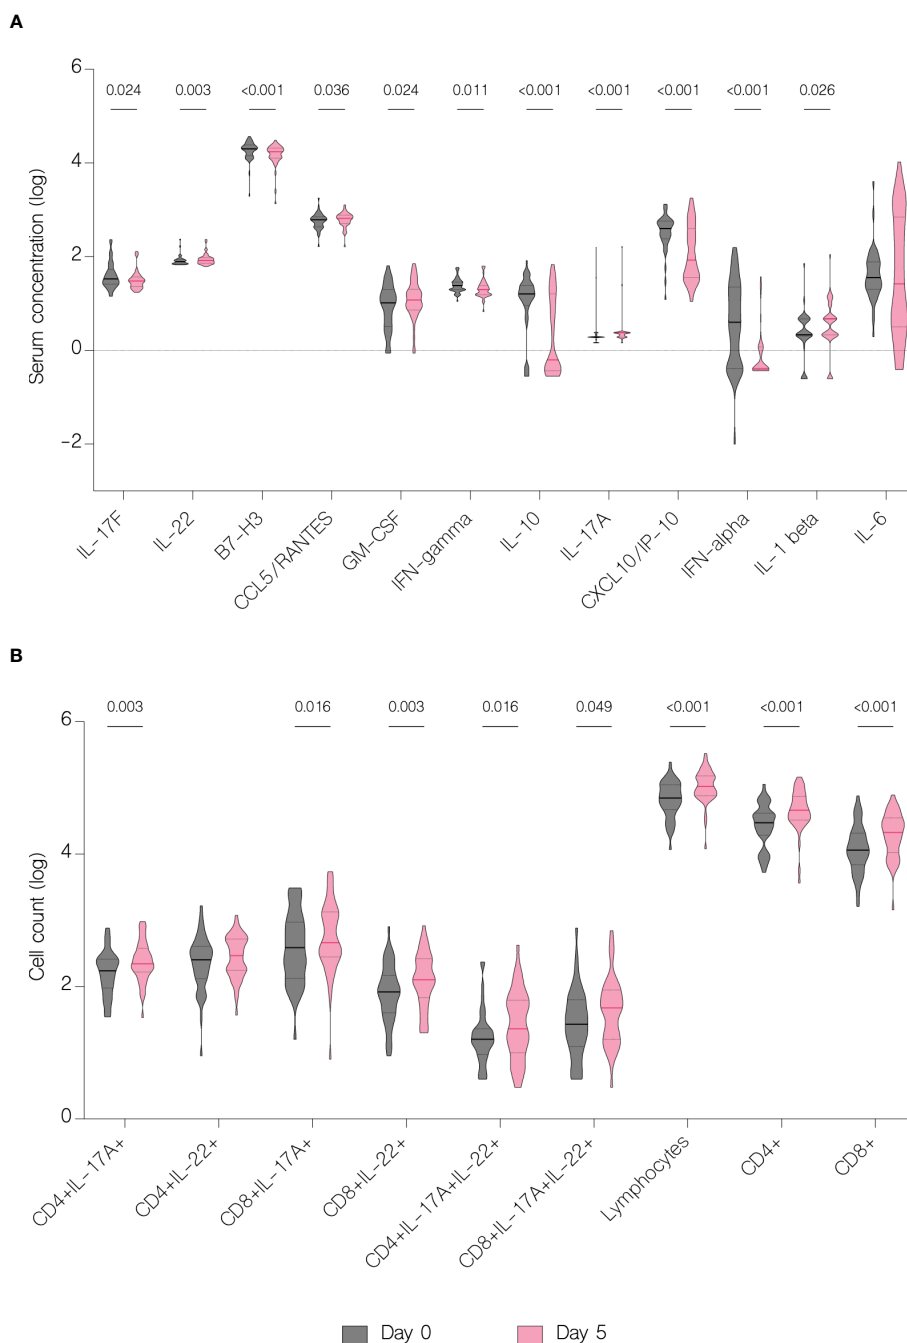 A
6
4
2
0
-2
Serum concentration (log)
0.024 0.003 <0.001 0.036 0.024 0.011 <0.001 <0.001 <0.001 <0.001 0.026
IL-17F IL-22 B7-H3 CCL5/RANTES GM-CSF IFN-gamma IL-10 IL-17A CXCL10/IP-10 IFN-alpha IL-1 beta IL-6
B
6
4
2
0
Cell count (log)
0.003 0.016 0.003 0.016 0.049 <0.001 <0.001 <0.001
CD4+IL-17A+ CD4+IL-22+ CD8+IL-17A+ CD8+IL-22+ CD4+IL-17A+IL-22+ CD8+IL-17A+IL-22+ Lymphocytes CD4+ CD8+
Day 0 Day 5